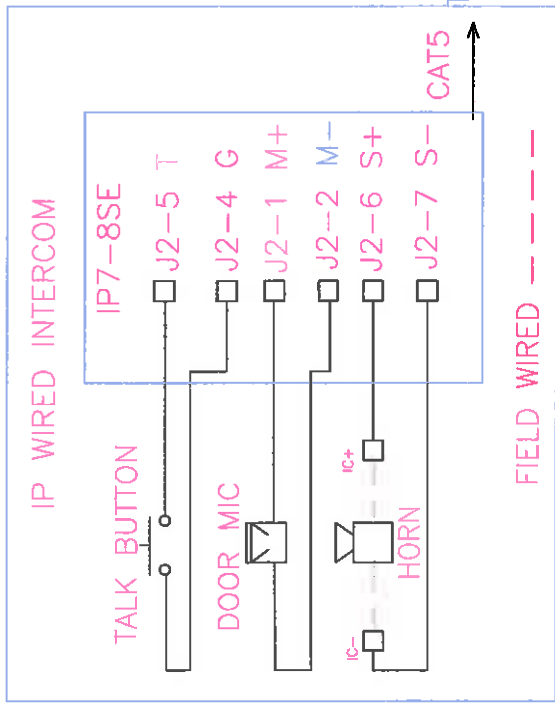 IP WIRED INTERCOM
IP7-8SE
TALK BUTTON
J2-5 T
J2-4 G
DOOR MIC
J2-1 M+
J2-2 M-
IC+
J2-6 S+
IC-
HORN
J2-7 S-
CAT5
FIELD WIRED